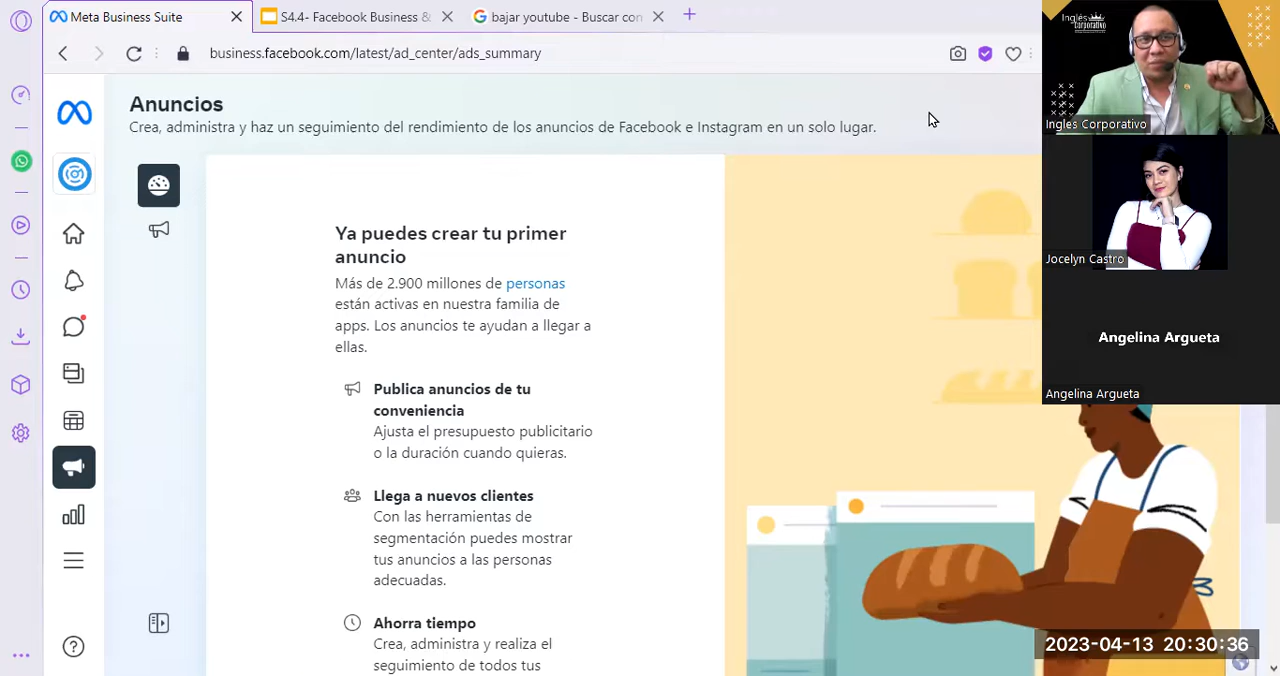 Meta Business Suite
S4.4- Facebook Business &
bajar youtube - Buscar con
business.facebook.com/latest/ad_center/ads_summary
Anuncios
Crea, administra y haz un seguimiento del rendimiento de los anuncios de Facebook e Instagram en un solo lugar.
Ya puedes crear tu primer
anuncio
Más de 2.900 millones de personas
están activas en nuestra familia de
apps. Los anuncios te ayudan a llegar a
ellas.
Publica anuncios de tu
conveniencia
Ajusta el presupuesto publicitario
o la duración cuando quieras.
Llega a nuevos clientes
Con las herramientas de
segmentación puedes mostrar
tus anuncios a las personas
adecuadas.
Ahorra tiempo
Crea, administra y realiza el
seguimiento de todos tus
Inglés
Corporativo
Ingles Corporativo
Jocelyn Castro
Angelina Argueta
Angelina Argueta
2023-04-13 20:30:36